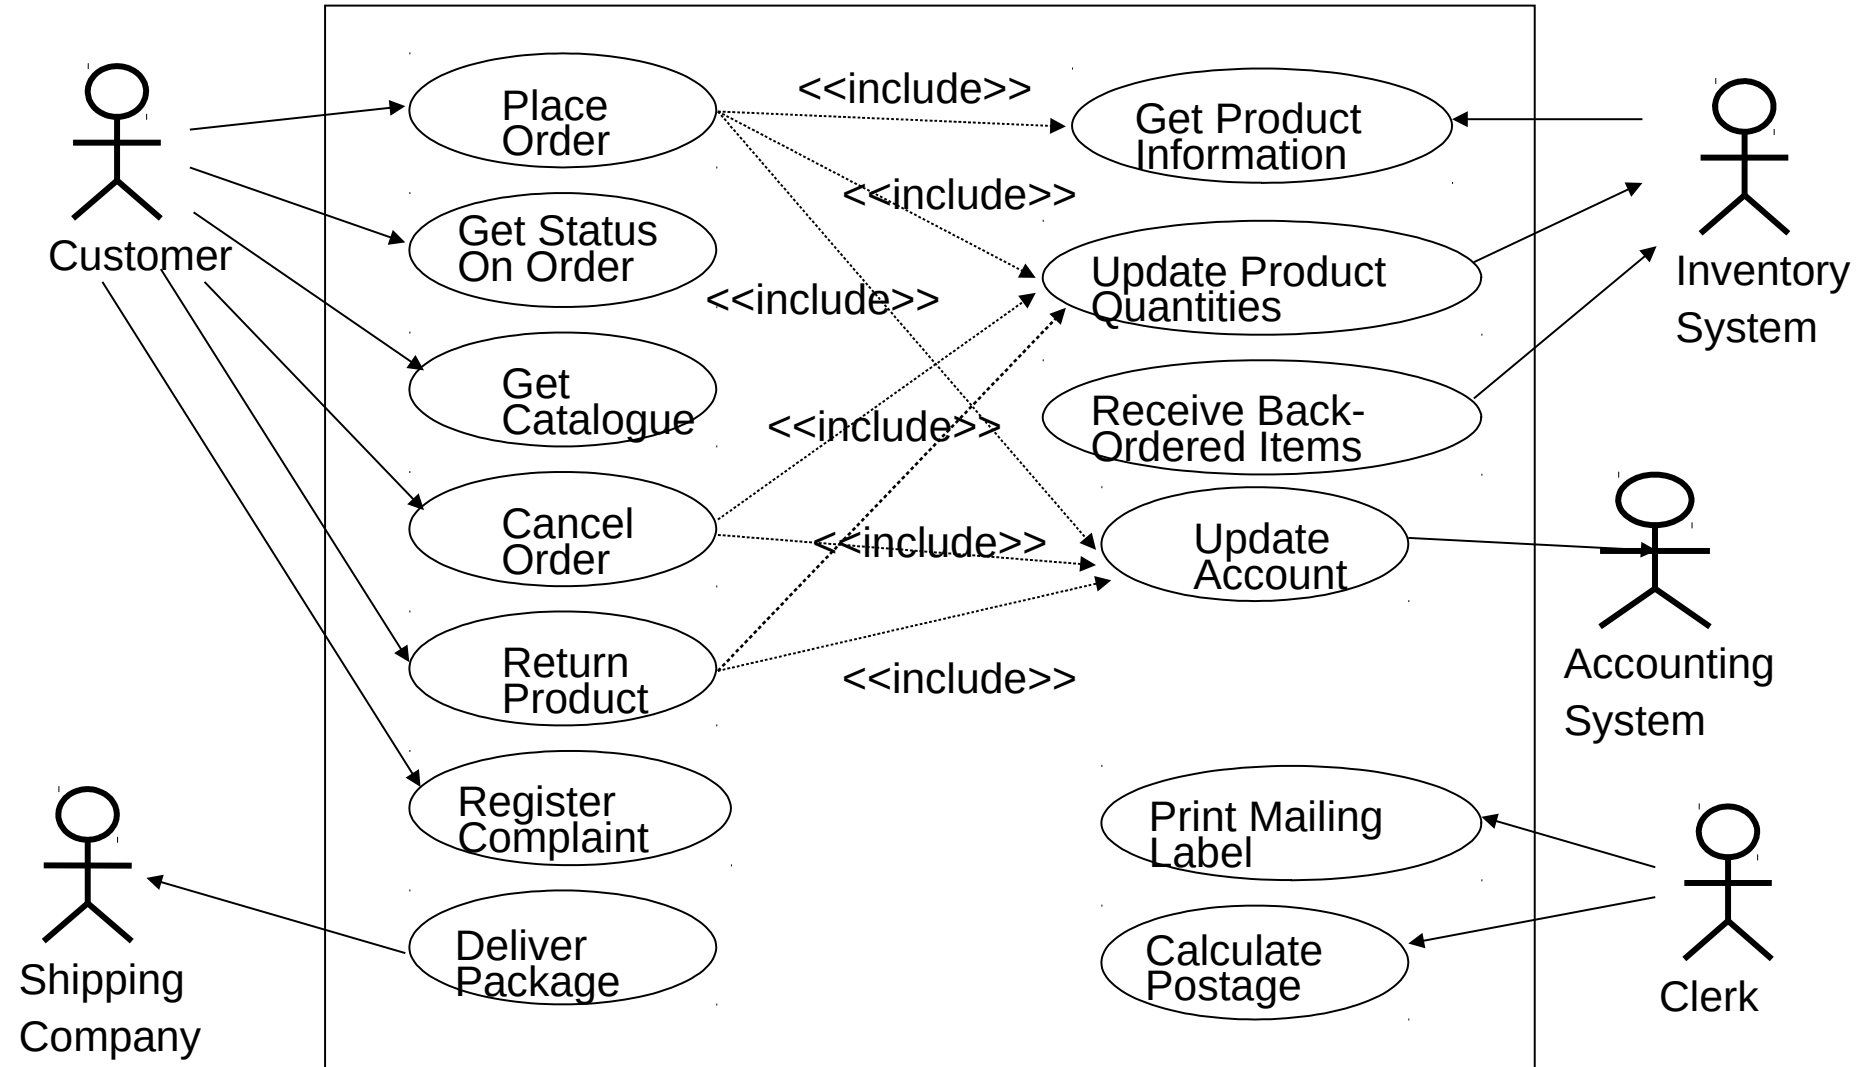 Customer
Shipping
Company
Place
Order
Get Status
On Order
Get
Catalogue
Cancel
Order
Return
Product
Register
Complaint
Deliver
Package
<<include>>
<<include>>
<<include>>
<<include>>
<<include>>
<<include>>
Get Product
Information
Update Product
Quantities
Receive Back-
Ordered Items
Update
Account
Print Mailing
Label
Calculate
Postage
Inventory
System
Accounting
System
Clerk